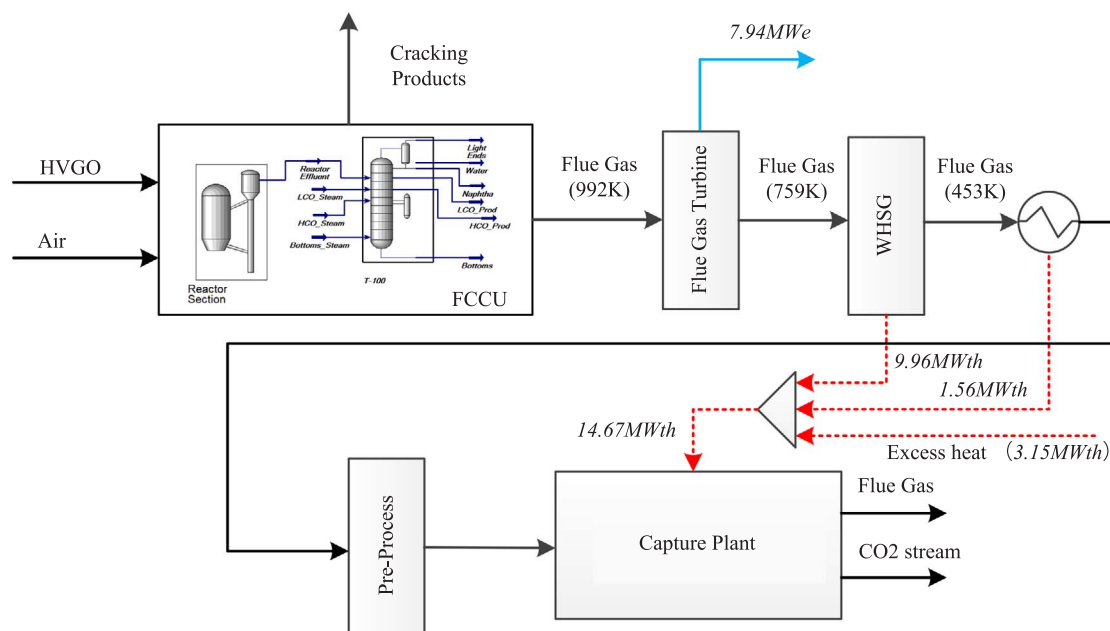 7.94MWe
Cracking
Products
HVGO
Air
Reactor
Section
Reactor
Effluent
LCO_Steam
HCO_Steam
Bottoms_Steam
T-100
Light
Ends
Water
Naphtha
LCO_Prod
HCO_Prod
Bottoms
FCCU
Flue Gas
(992K)
Flue Gas Turbine
Flue Gas
(759K)
WHSG
Flue Gas
(453K)
9.96MWth
1.56MWth
14.67MWth
Excess heat (3.15MWth)
Pre-Process
Capture Plant
Flue Gas
CO2 stream